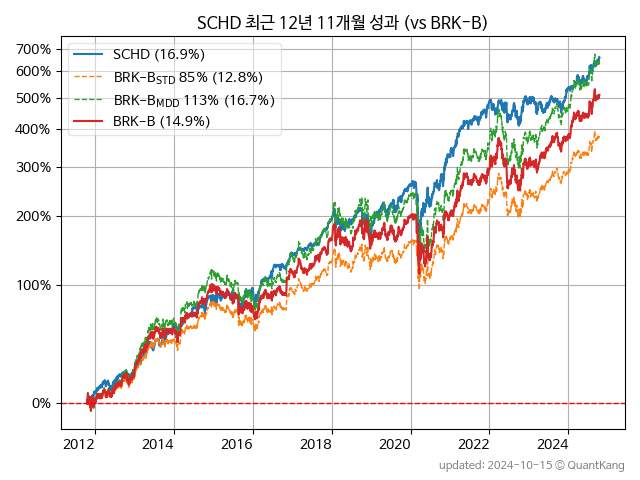 SCHD 최근 12년 11개월 성과 (vs BRK-B)
700%
600%
500%
400%
300%
200%
100%
0%
SCHD (16.9%)
BRK-BSTD 85% (12.8%)
BRK-BMDD 113% (16.7%)
BRK-B (14.9%)
2012 2014 2016 2018 2020 2022 2024
updated: 2024-10-15 © QuantKang